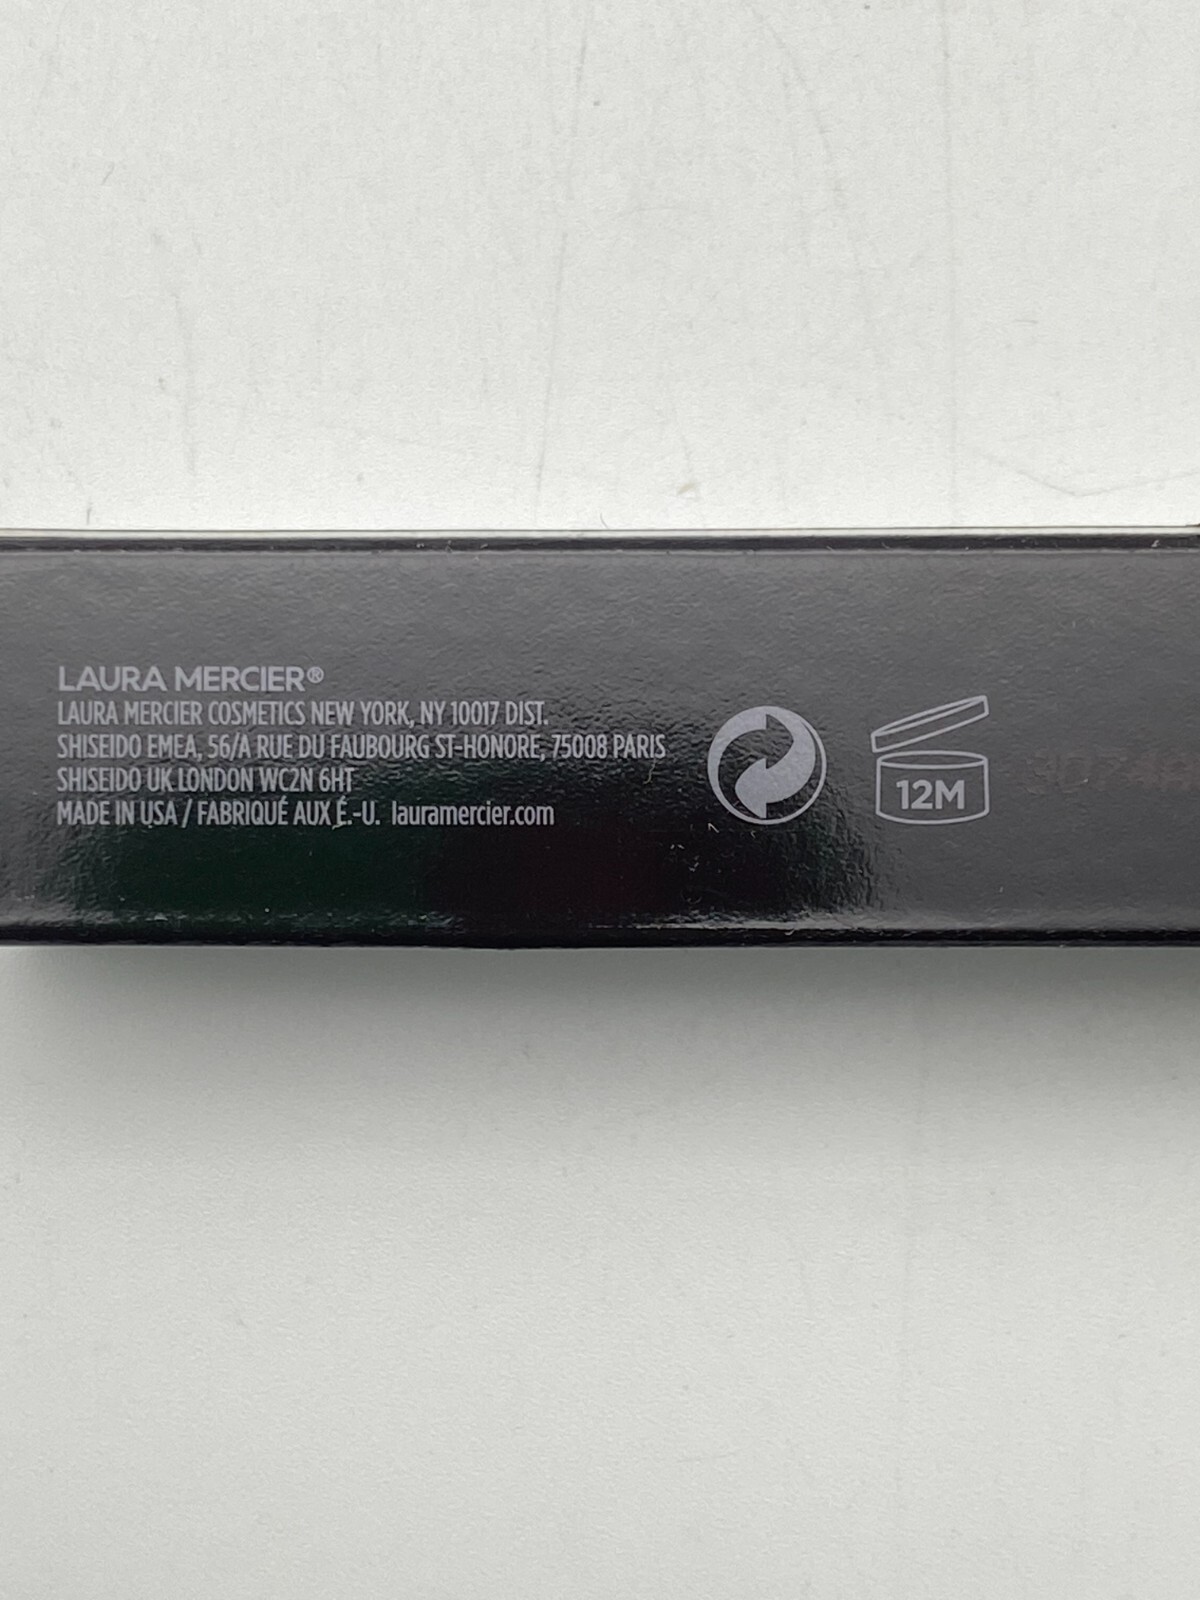 LAURA MERCIER®
LAURA MERCIER COSMETICS NEW YORK, NY 10017 DIST.
SHISEIDO EMEA, 56/A RUE DU FAUBOURG ST-HONORE, 75008 PARIS
SHISEIDO UK LONDON WC2N 6HT
MADE IN USA / FABRIQUÉ AUX É.-U. lauramercier.com
12M